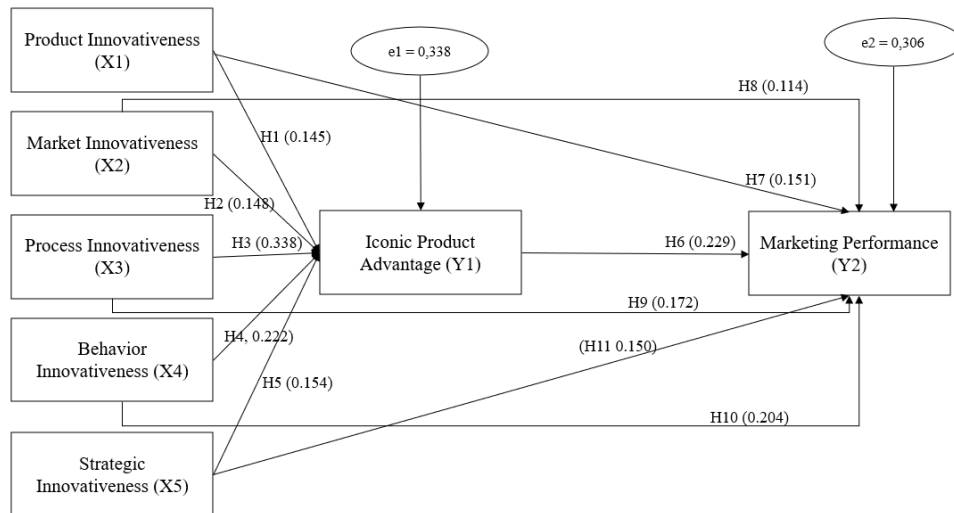 Product Innovativeness
(X1)
e1 = 0,338
e2 = 0,306
H8 (0.114)
Market Innovativeness
(X2)
H1 (0.145)
H7 (0.151)
H2 (0.148)
Process Innovativeness
(X3)
H3 (0.338)
Iconic Product
Advantage (Y1)
H6 (0.229)
Marketing Performance
(Y2)
H9 (0.172)
Behavior
Innovativeness (X4)
H4, 0.222)
(H11 0.150)
H5 (0.154)
H10 (0.204)
Strategic
Innovativeness (X5)